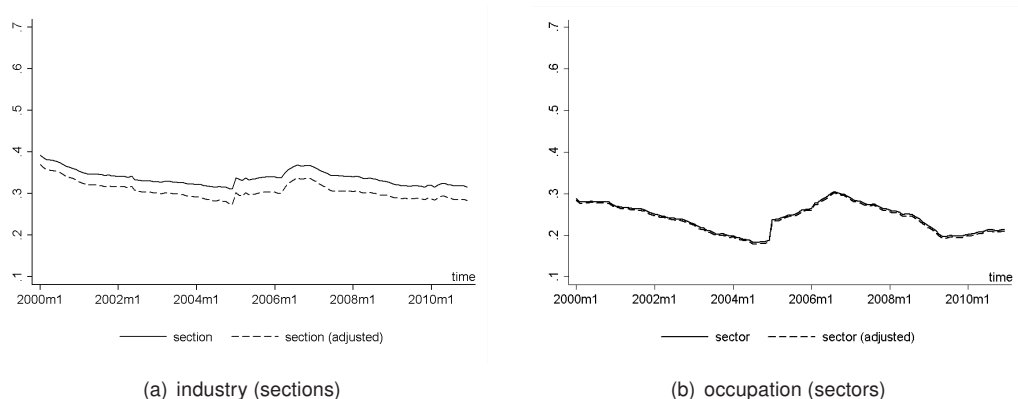 .7
.6
.5
.4
.3
.2
.1
time
2000m1 2002m1 2004m1 2006m1 2008m1 2010m1
section section (adjusted)
(a) industry (sections)
.7
.6
.5
.4
.3
.2
.1
time
2000m1 2002m1 2004m1 2006m1 2008m1 2010m1
sector sector (adjusted)
(b) occupation (sectors)